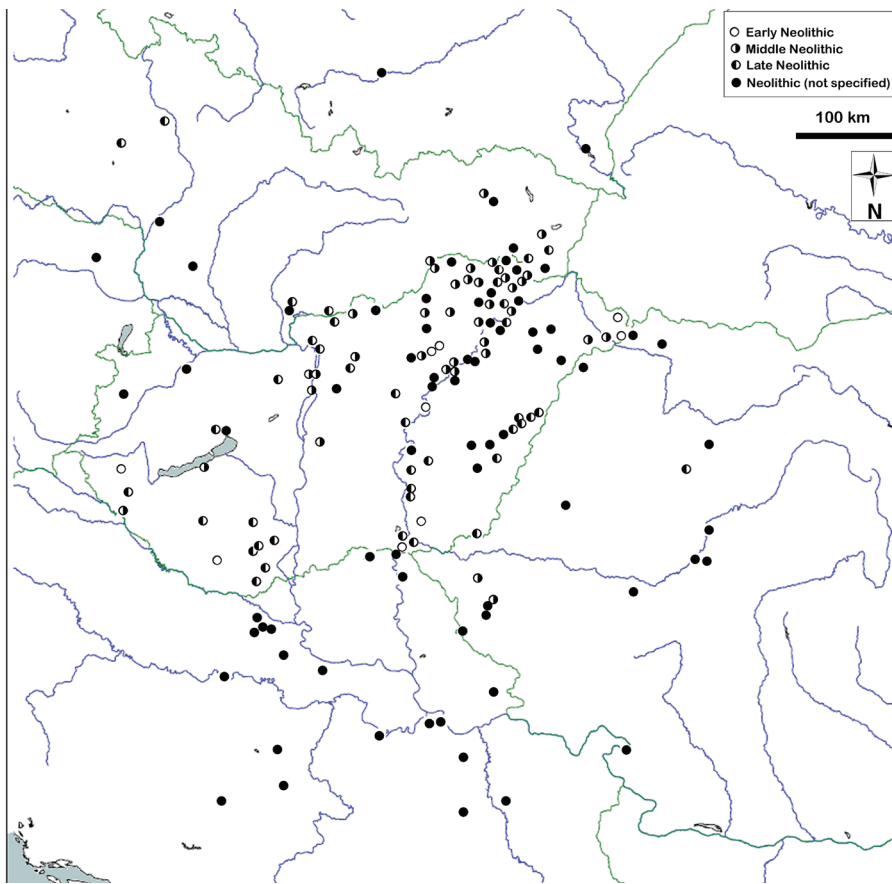 Early Neolithic
Middle Neolithic
Late Neolithic
Neolithic (not specified)
100 km
N